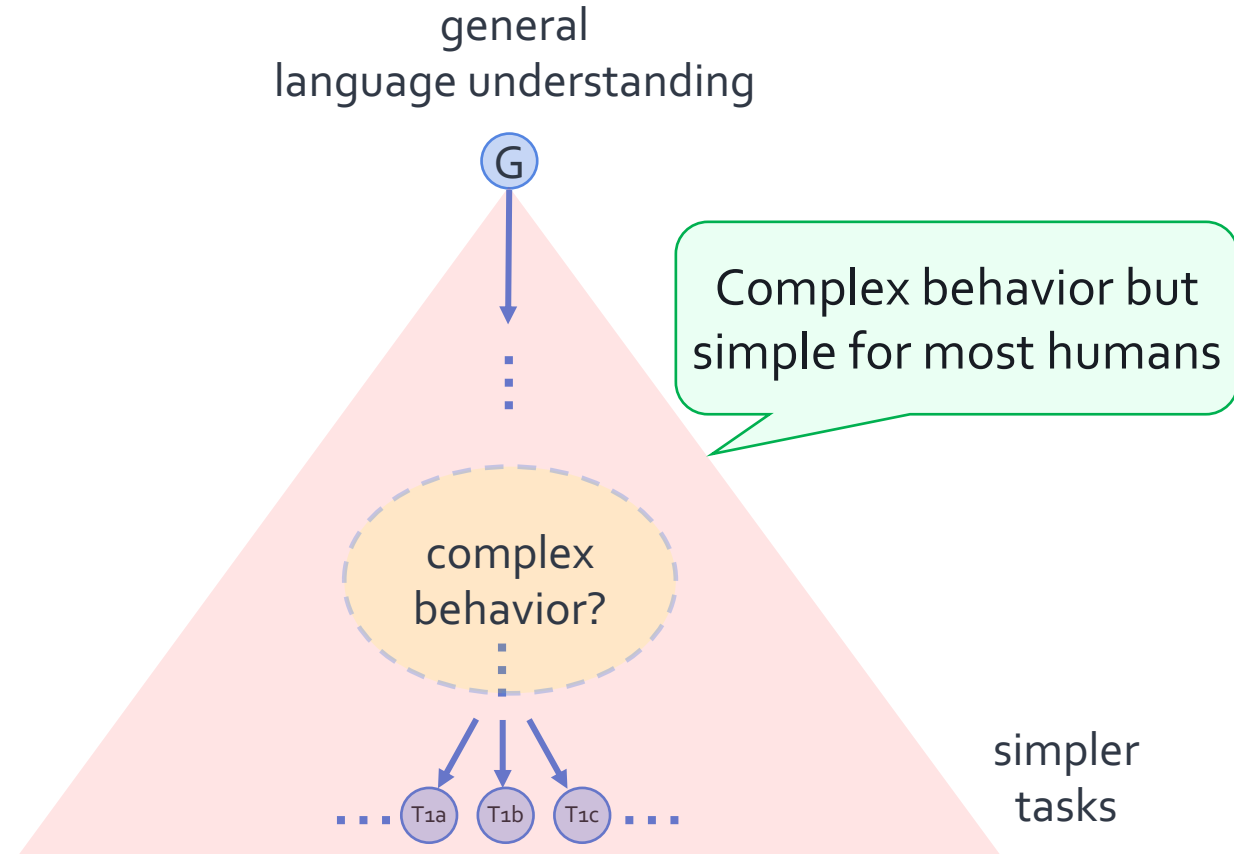 general
language understanding
G
Complex behavior but
simple for most humans
complex
behavior?
simpler
tasks
T1a T1b T1c